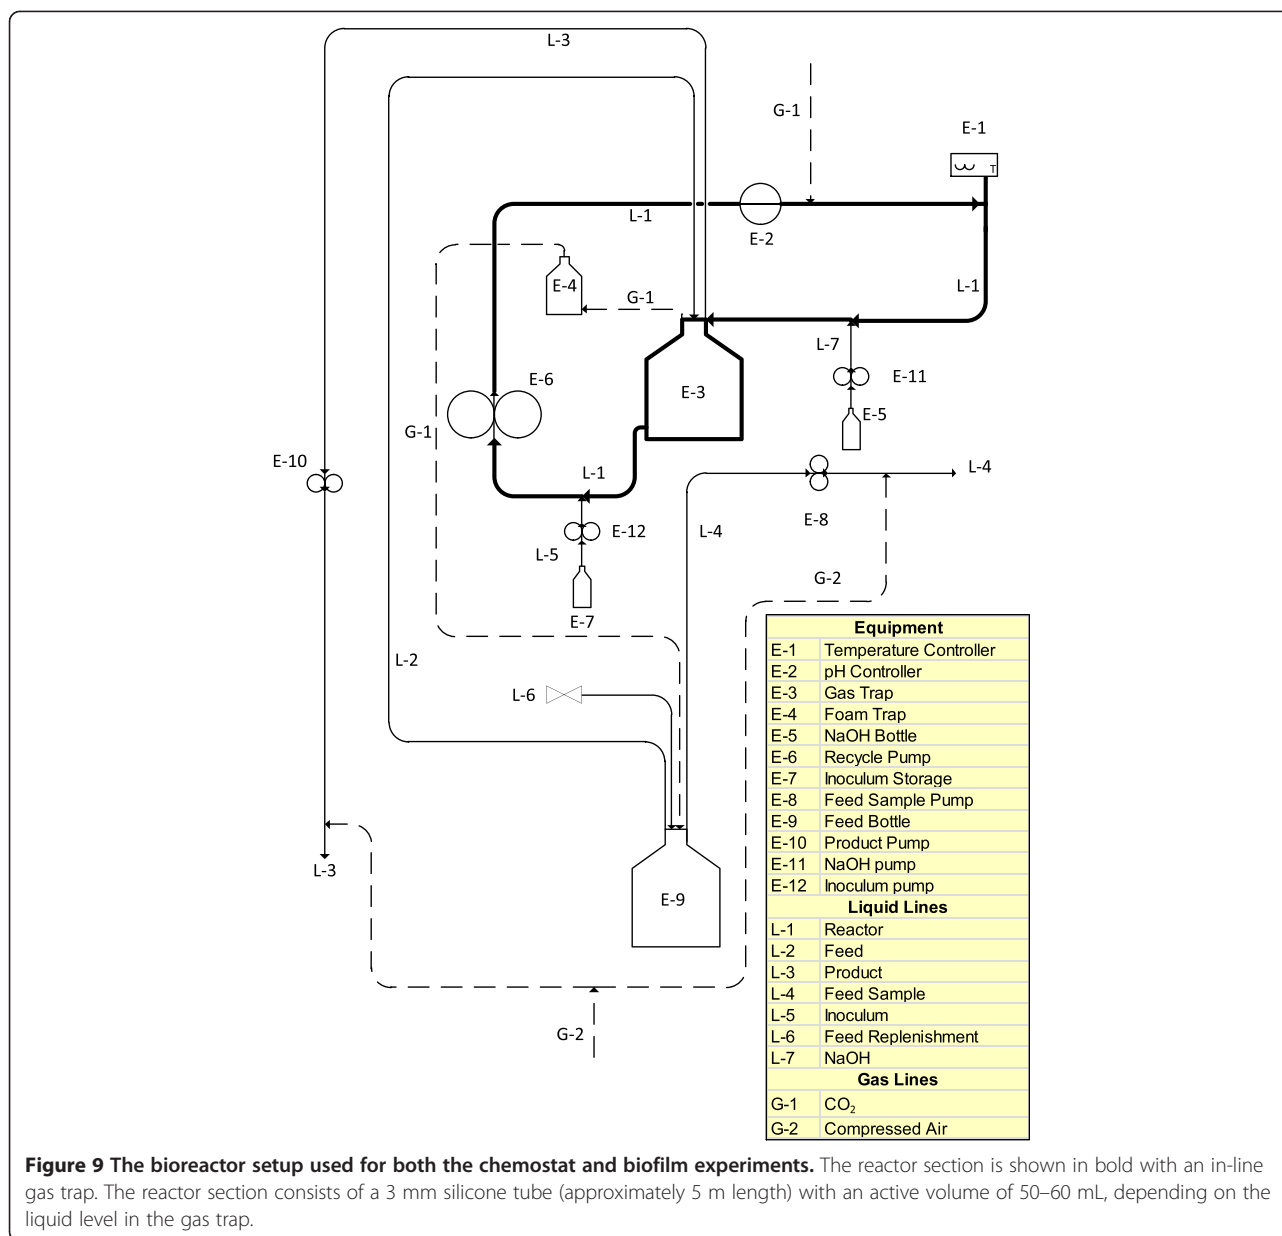 L-3
G-1
E-1
T
L-1
E-2
E-4
G-1
L-1
L-7
E-6
E-3
E-11
E-5
G-1
E-10
L-1
L-4
E-8
L-4
E-12
L-5
G-2
E-7
L-2
L-6
E-9
L-3
G-2
Equipment
E-1 Temperature Controller
E-2 pH Controller
E-3 Gas Trap
E-4 Foam Trap
E-5 NaOH Bottle
E-6 Recycle Pump
E-7 Inoculum Storage
E-8 Feed Sample Pump
E-9 Feed Bottle
E-10 Product Pump
E-11 NaOH pump
E-12 Inoculum pump
Liquid Lines
L-1 Reactor
L-2 Feed
L-3 Product
L-4 Feed Sample
L-5 Inoculum
L-6 Feed Replenishment
L-7 NaOH
Gas Lines
G-1 CO₂
G-2 Compressed Air
Figure 9 The bioreactor setup used for both the chemostat and biofilm experiments. The reactor section is shown in bold with an in-line
gas trap. The reactor section consists of a 3 mm silicone tube (approximately 5 m length) with an active volume of 50–60 mL, depending on the
liquid level in the gas trap.